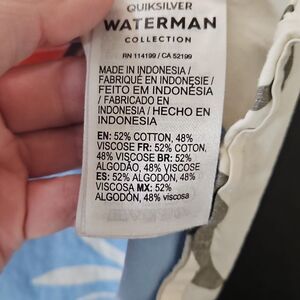 QUIKSILVER
WATERMAN
COLLECTION
RN 114199 / CA 52199
MADE IN INDONESIA /
FABRIQUÉ EN INDONÉSIE /
FEITO EM INDONÉSIA
/ FABRICADO EN
INDONESIA / HECHO EN
INDONESIA
EN: 52% COTTON, 48%
VISCOSE FR: 52% COTON,
48% VISCOSE BR: 52%
ALGODÃO, 48% VISCOSE
ES: 52% ALGODÓN, 48%
VISCOSA MX: 52%
ALGODÓN, 48% viscosa